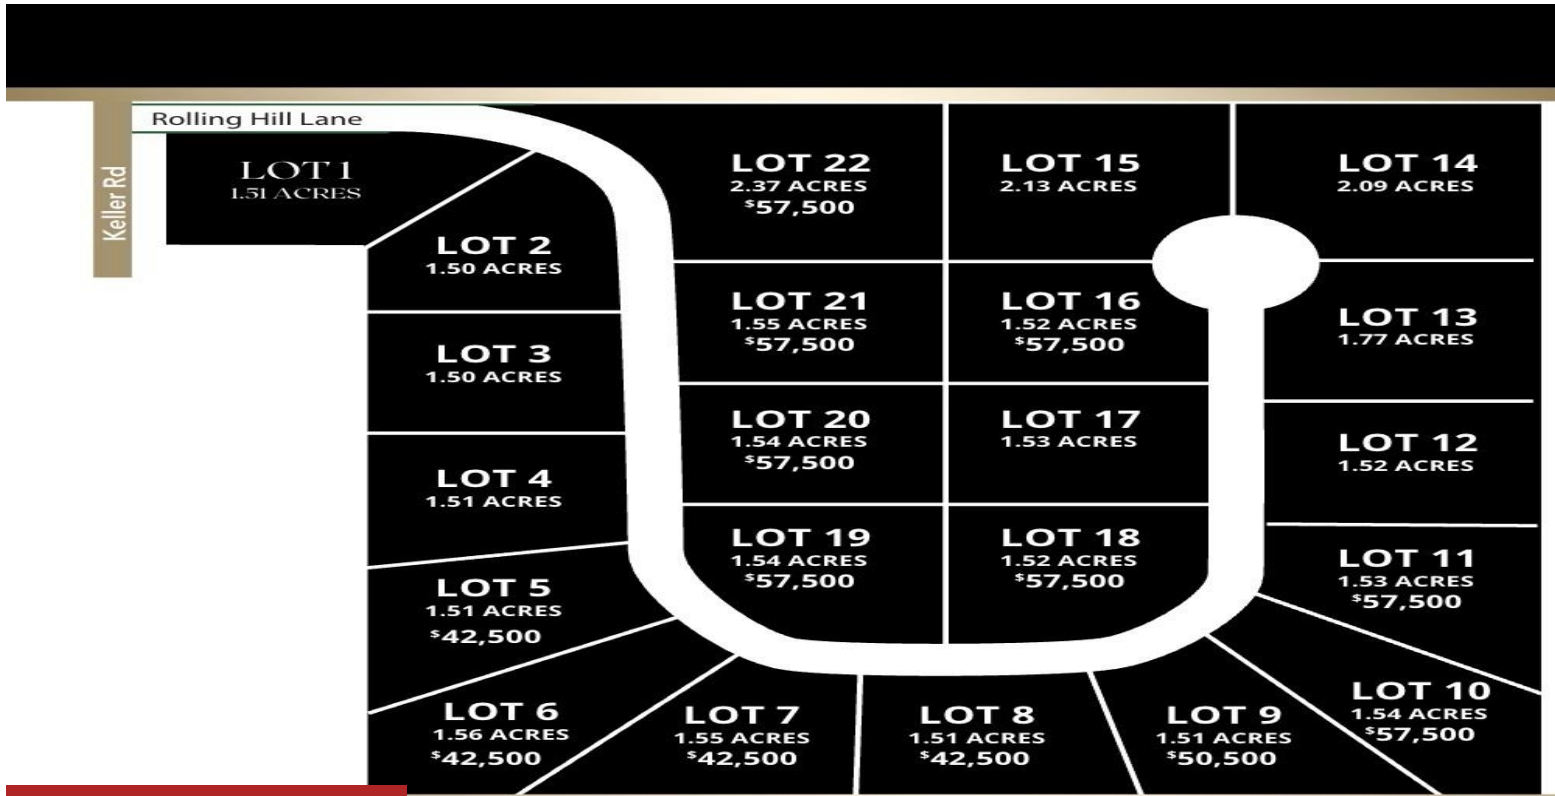 Rolling Hill Lane
Keller Rd
LOT 1
1.51 ACRES
LOT 22
2.37 ACRES
$57,500
LOT 15
2.13 ACRES
LOT 14
2.09 ACRES
LOT 2
1.50 ACRES
LOT 21
1.55 ACRES
$57,500
LOT 16
1.52 ACRES
$57,500
LOT 13
1.77 ACRES
LOT 3
1.50 ACRES
LOT 20
1.54 ACRES
$57,500
LOT 17
1.53 ACRES
LOT 12
1.52 ACRES
LOT 4
1.51 ACRES
LOT 19
1.54 ACRES
$57,500
LOT 18
1.52 ACRES
$57,500
LOT 11
1.53 ACRES
$57,500
LOT 5
1.51 ACRES
$42,500
LOT 6
1.56 ACRES
$42,500
LOT 7
1.55 ACRES
$42,500
LOT 8
1.51 ACRES
$42,500
LOT 9
1.51 ACRES
$50,500
LOT 10
1.54 ACRES
$57,500